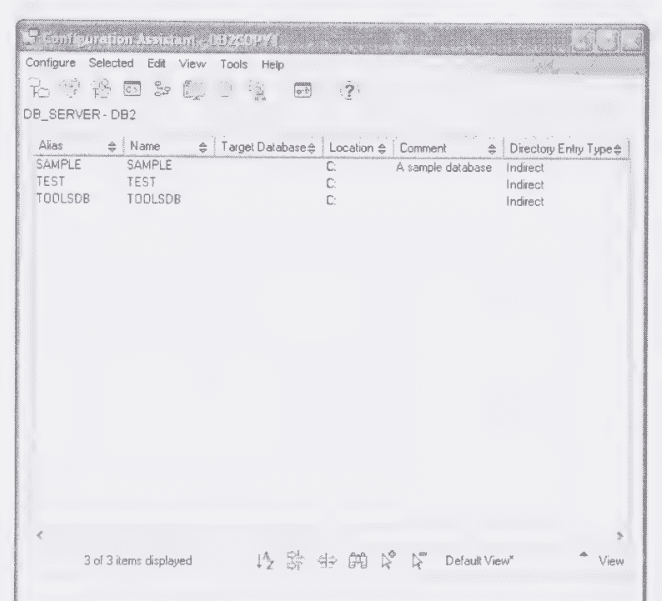 Configuration Assistant - DB2COPY1
Configure Selected Edit View Tools Help
DB_SERVER - DB2
Alias Name Target Database Location Comment Directory Entry Type
SAMPLE SAMPLE C: A sample database Indirect
TEST TEST C: Indirect
TOOLSDB TOOLSDB C: Indirect
3 of 3 items displayed Default View* View